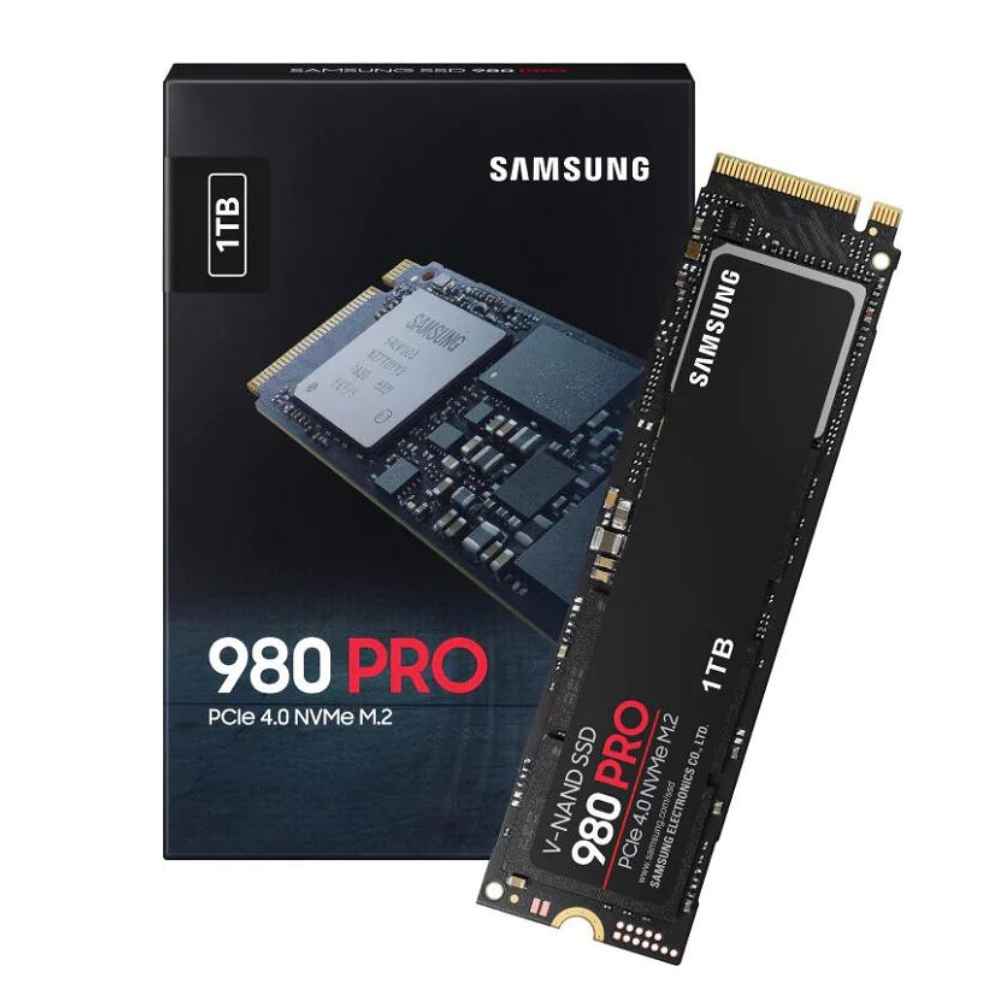 SAMSUNG SSD 980 PRO
SAMSUNG
1TB
SAMSUNG
980 PRO
PCIe 4.0 NVMe M.2
SAMSUNG
1TB
V-NAND SSD
980 PRO
PCIe 4.0 NVMe M.2
www.samsung.com/ssd
SAMSUNG ELECTRONICS CO., LTD.